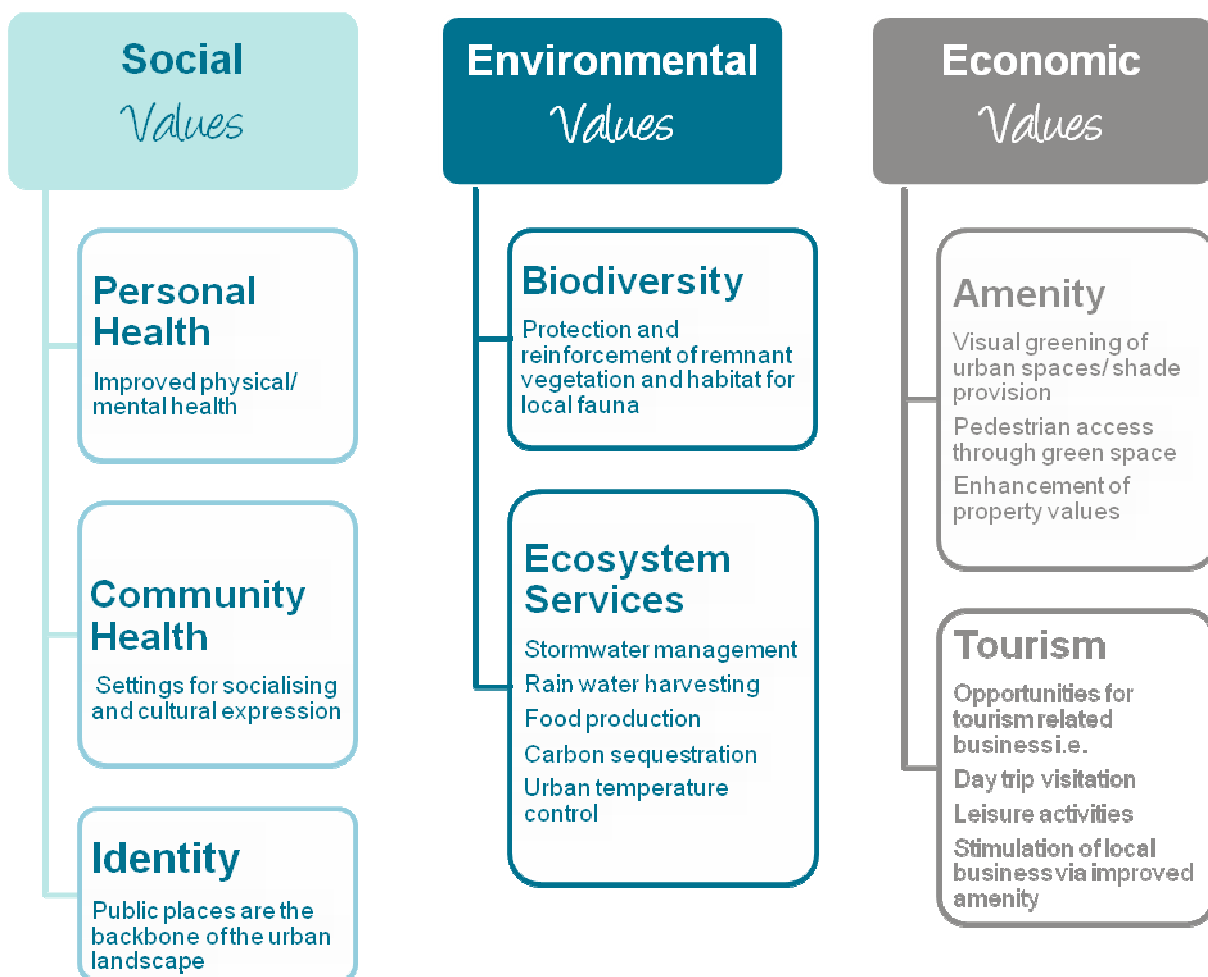 Social
Values
Personal
Health
Improved physical/
mental health
Community
Health
Settings for socialising
and cultural expression
Identity
Public places are the
backbone of the urban
landscape
Environmental
Values
Biodiversity
Protection and
reinforcement of remnant
vegetation and habitat for
local fauna
Ecosystem
Services
Stormwater management
Rain water harvesting
Food production
Carbon sequestration
Urban temperature
control
Economic
Values
Amenity
Visual greening of
urban spaces/ shade
provision
Pedestrian access
through green space
Enhancement of
property values
Tourism
Opportunities for
tourism related
business i.e.
Day trip visitation
Leisure activities
Stimulation of local
business via improved
amenity